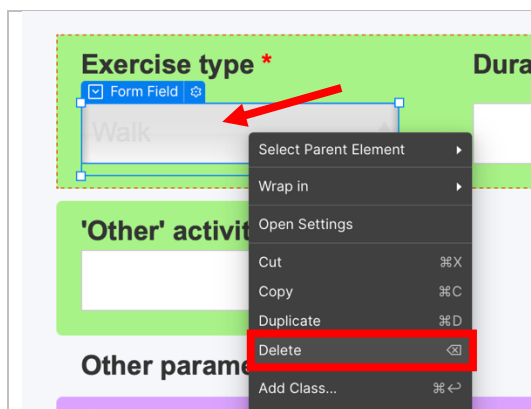 Exercise type *
Dura
Form Field
Walk
Select Parent Element
Wrap in
Open Settings
'Other' activit
Cut ⌘X
Copy ⌘C
Duplicate ⌘D
Delete ⌫
Other parame
Add Class... ⌘↩